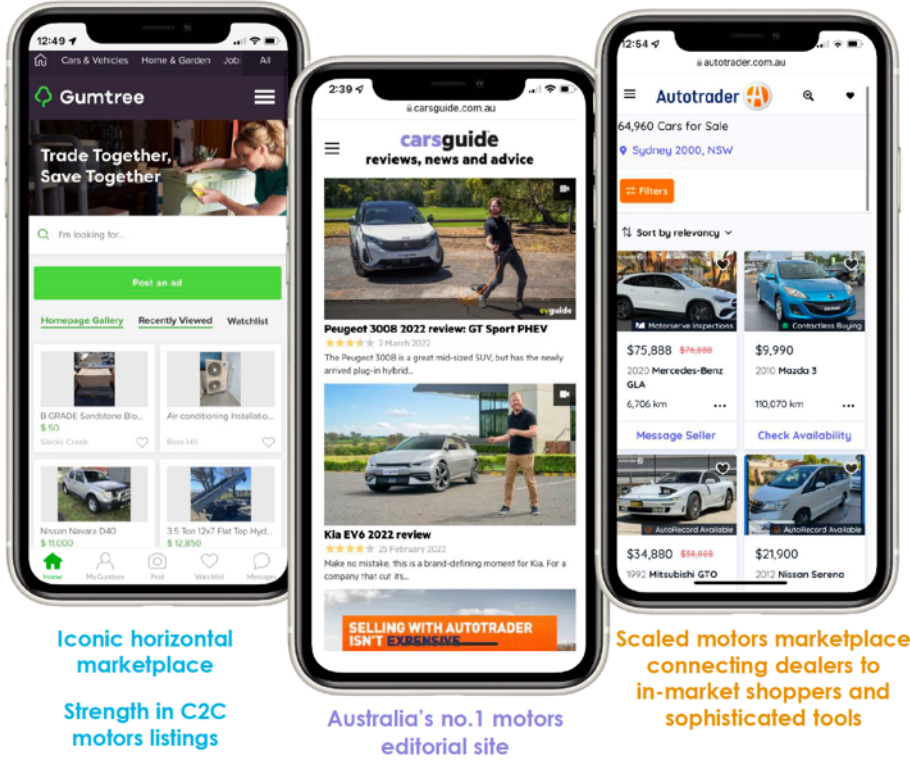 12:49
Cars & Vehicles Home & Garden Job All
Gumtree
Trade Together,
Save Together
I'm looking for...
Post an ad
Homepage Gallery Recently Viewed Watchlist
B GRADE Sandstone Blo...
$ 50
Slacks Creek
Air-conditioning Installatio...
Bass Hill
Nissan Navara D40
$ 11,000
3.5 Ton 12x7 Flat Top Hyd...
$ 12,850
Home My Gumtree Post Watchlist Messages
Iconic horizontal
marketplace
Strength in C2C
motors listings
2:39
carsguide.com.au
carsguide
reviews, news and advice
evguide
Peugeot 3008 2022 review: GT Sport PHEV
2 March 2022
The Peugeot 3008 is a great mid-sized SUV, but has the newly
arrived plug-in hybrid...
Kia EV6 2022 review
25 February 2022
Make no mistake, this is a brand-defining moment for Kia. For a
company that cut its...
SELLING WITH AUTOTRADER
ISN'T EXPENSIVE
Australia's no.1 motors
editorial site
12:54
autotrader.com.au
Autotrader
64,960 Cars for Sale
Sydney 2000, NSW
Filters
Sort by relevancy
Motorserve Inspections
$75,888 $76,888
2020 Mercedes-Benz
GLA
6,706 km
Message Seller
Contactless Buying
$9,990
2010 Mazda 3
110,070 km
Check Availability
AutoRecord Available
$34,880 $38,888
1992 Mitsubishi GTO
AutoRecord Available
$21,900
2012 Nissan Serena
Scaled motors marketplace
connecting dealers to
in-market shoppers and
sophisticated tools